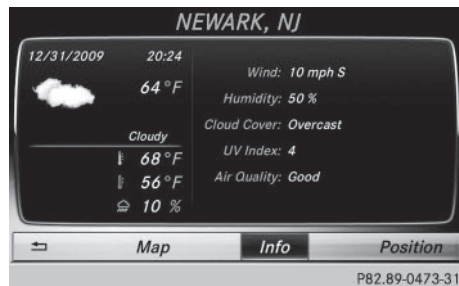 NEWARK, NJ
12/31/2009 20:24
64°F
Cloudy
68°F
56°F
10 %
Wind: 10 mph S
Humidity: 50 %
Cloud Cover: Overcast
UV Index: 4
Air Quality: Good
Map Info Position
P82.89-0473-31